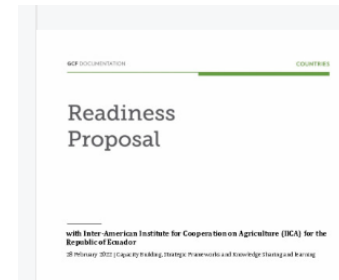 GCF DOCUMENTATION
COUNTRIES
Readiness
Proposal
with Inter-American Institute for Cooperation on Agriculture (IICA) for the
Republic of Ecuador
28 February 2022 | Capacity Building, Strategic Frameworks and Knowledge Sharing and learning